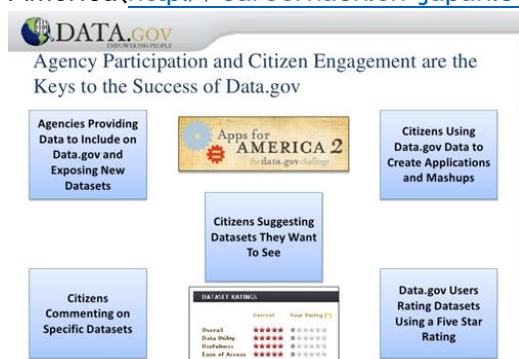 DATA.GOV
EMPOWERING PEOPLE
Agency Participation and Citizen Engagement are the
Keys to the Success of Data.gov
Agencies Providing
Data to Include on
Data.gov and
Exposing New
Datasets
Apps for
AMERICA 2
the data.gov challenge
Citizens Using
Data.gov Data to
Create Applications
and Mashups
Citizens Suggesting
Datasets They Want
To See
Citizens
Commenting on
Specific Datasets
DATASET RATINGS
Current Your Rating [?]
Overall
Data Utility
Usefulness
Ease of Access
Data.gov Users
Rating Datasets
Using a Five Star
Rating